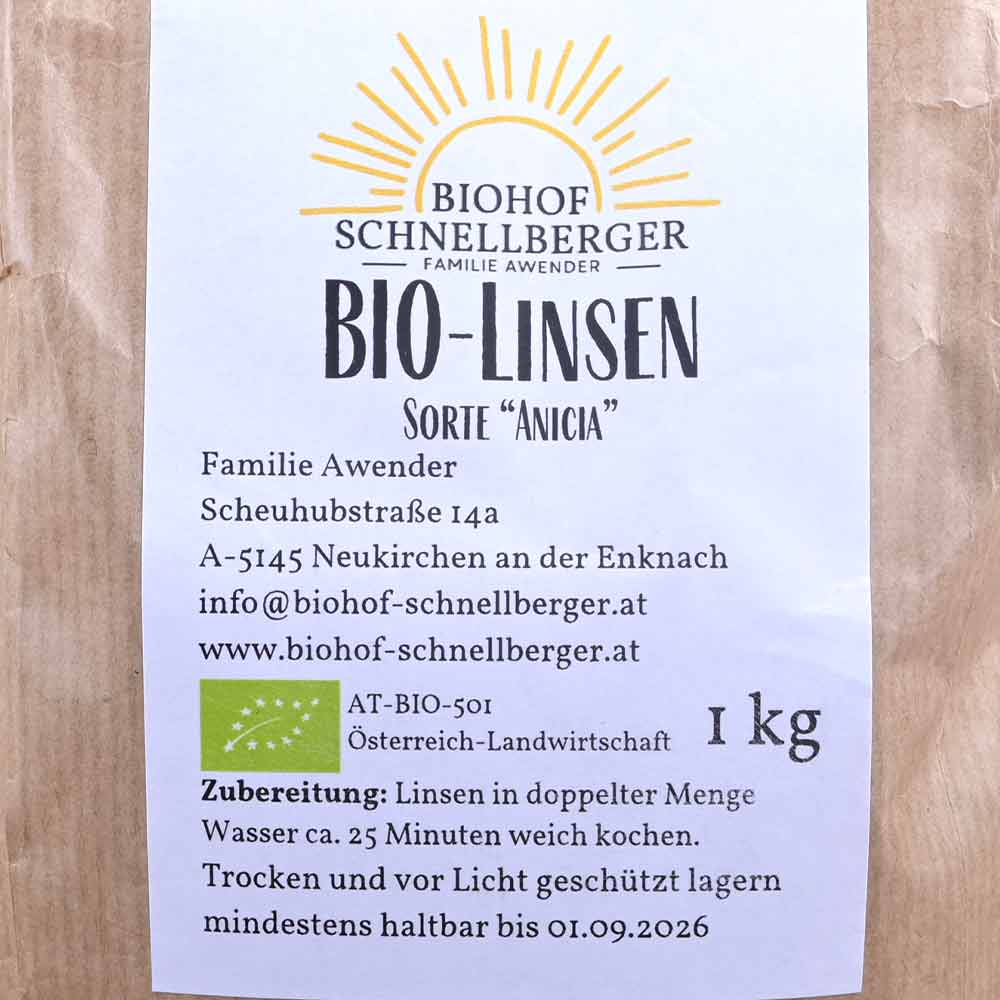 BIOHOF
SCHNELLBERGER
FAMILIE AWENDER
BIO-LINSEN
SORTE “ANICIA”
Familie Awender
Scheuhubstraße 14a
A-5145 Neukirchen an der Enknach
info@biohof-schnellberger.at
www.biohof-schnellberger.at
AT-BIO-501
Österreich-Landwirtschaft
1 kg
Zubereitung: Linsen in doppelter Menge
Wasser ca. 25 Minuten weich kochen.
Trocken und vor Licht geschützt lagern
mindestens haltbar bis 01.09.2026